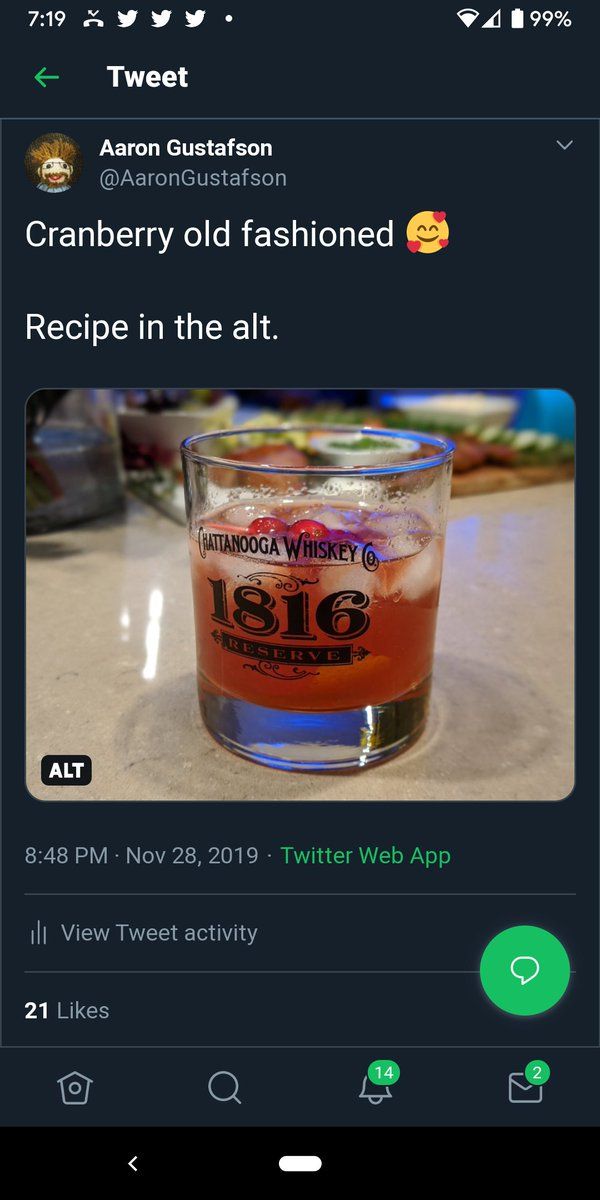 7:19
99%
Tweet
Aaron Gustafson
@AaronGustafson
Cranberry old fashioned 🥰
Recipe in the alt.
CHATTANOOGA WHISKEY CO.
1816
RESERVE
ALT
8:48 PM · Nov 28, 2019 · Twitter Web App
View Tweet activity
21 Likes
14
2